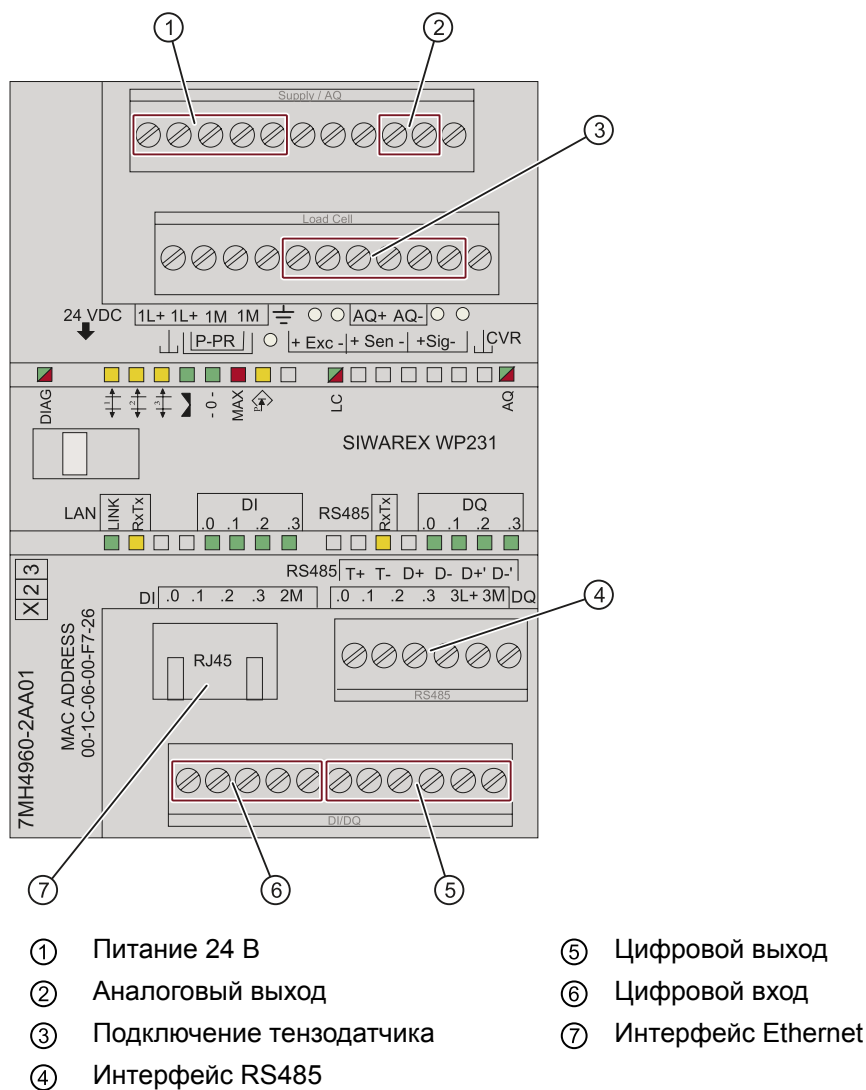 ① ②
Supply / AQ
③
Load Cell
24 VDC 1L+ 1L+ 1M 1M AQ+ AQ-
P-PR + Exc - + Sen - +Sig- CVR
DIAG 1 2 3 - 0 - MAX P LC AQ
SIWAREX WP231
LAN LINK RxTx DI RS485 RxTx DQ
.0 .1 .2 .3 .0 .1 .2 .3
RS485 T+ T- D+ D- D+' D-'
DI .0 .1 .2 .3 2M .0 .1 .2 .3 3L+ 3M DQ
X 2 3
④
RJ45
RS485
7MH4960-2AA01
MAC ADDRESS
00-1C-06-00-F7-26
DI/DQ
⑦ ⑥ ⑤
① Питание 24 В
② Аналоговый выход
③ Подключение тензодатчика
④ Интерфейс RS485
⑤ Цифровой выход
⑥ Цифровой вход
⑦ Интерфейс Ethernet